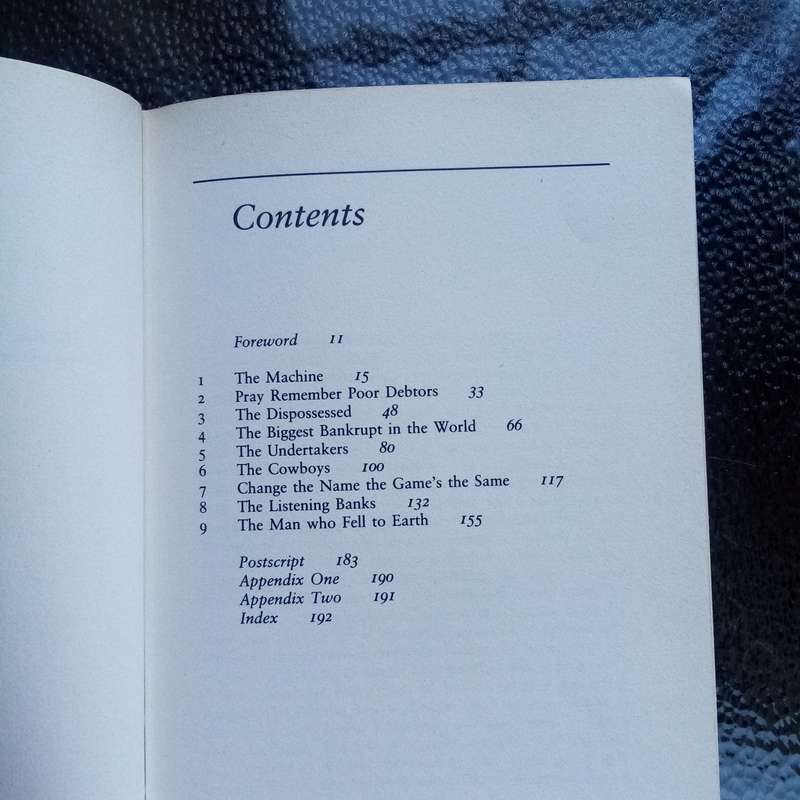 Contents
Foreword 11
1 The Machine 15
2 Pray Remember Poor Debtors 33
3 The Dispossessed 48
4 The Biggest Bankrupt in the World 66
5 The Undertakers 80
6 The Cowboys 100
7 Change the Name the Game's the Same 117
8 The Listening Banks 132
9 The Man who Fell to Earth 155
Postscript 183
Appendix One 190
Appendix Two 191
Index 192